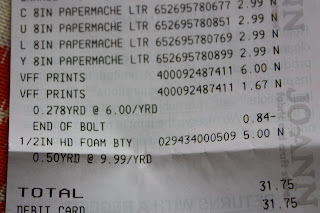 C 8IN PAPERMACHE LTR 652695780677 2.99 N
U 8IN PAPERMACHE LTR 652695780851 2.99 N
L 8IN PAPERMACHE LTR 652695780769 2.99 N
Y 8IN PAPERMACHE LTR 652695780899 2.99 N
VFF PRINTS 400092487411 6.00 N
VFF PRINTS 400092487411 1.67 N
0.278YRD @ 6.00/YRD
END OF BOLT 0.84-
1/2IN HD FOAM BTY 029434000509 5.00 N
0.50YRD @ 9.99/YRD
TOTAL 31.75
DEBIT CARD 31.75
JO-ANN